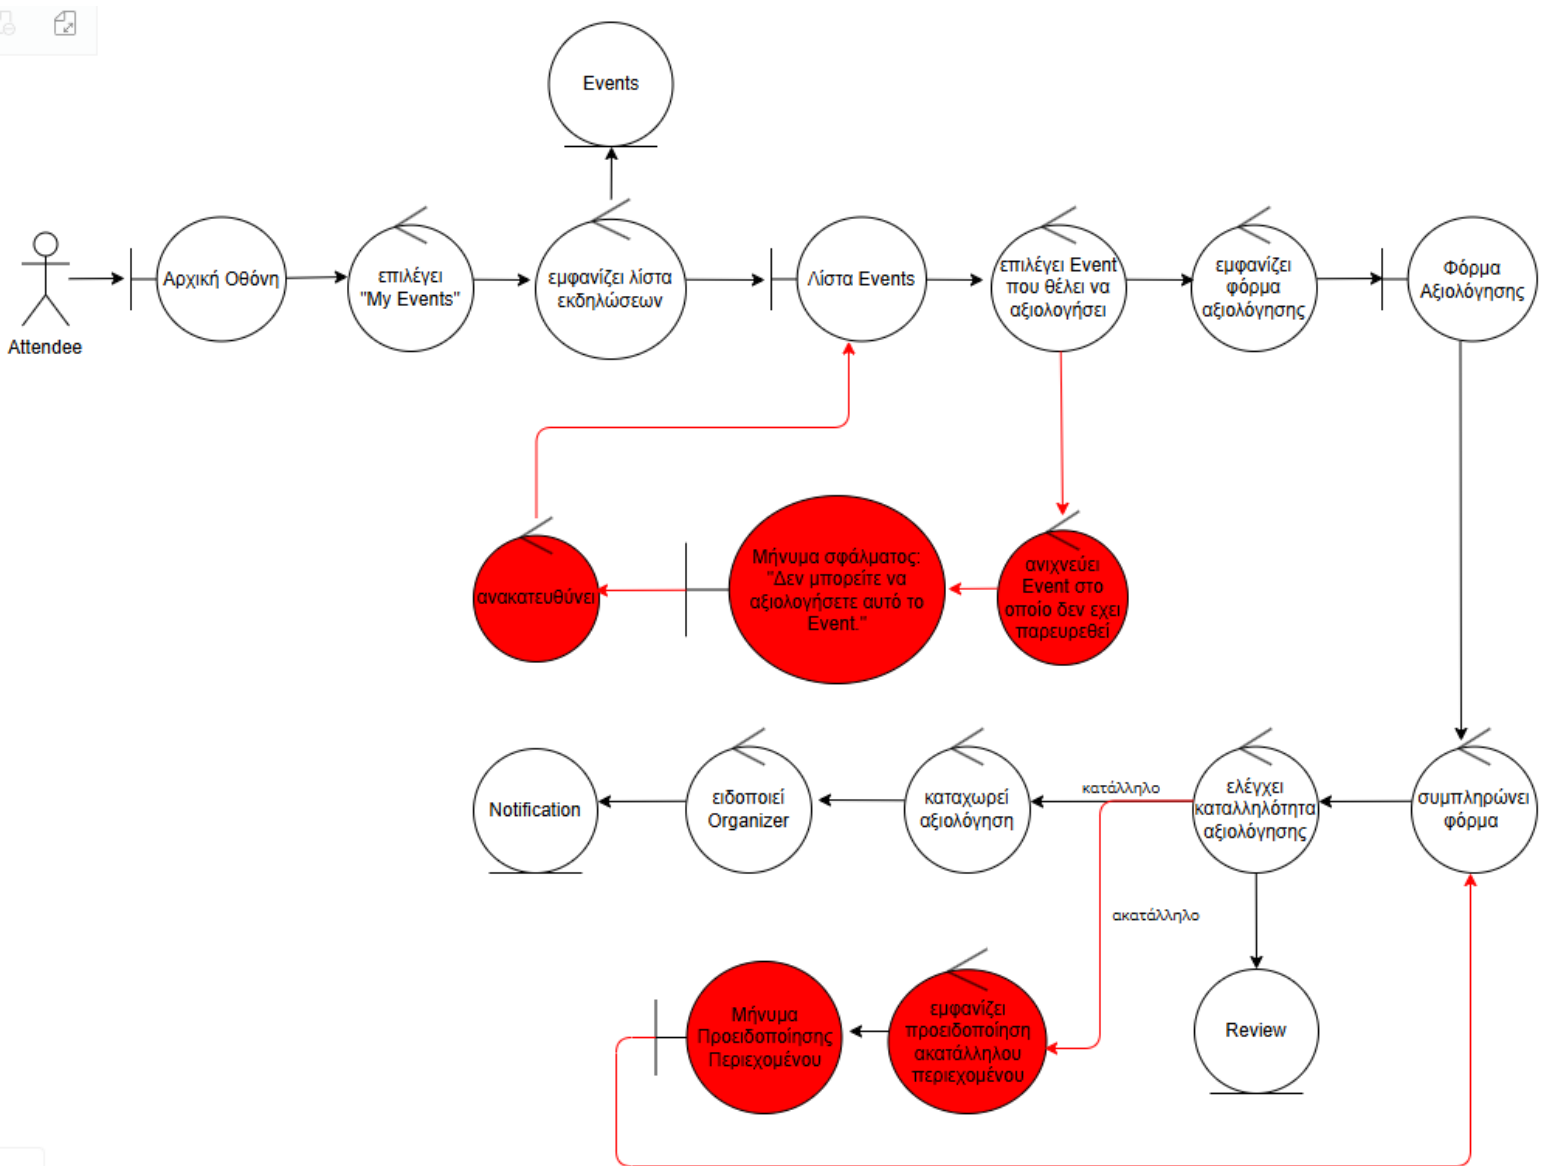 Events
Attendee
Αρχική Οθόνη
επιλέγει
"My Events"
εμφανίζει λίστα
εκδηλώσεων
Λίστα Events
επιλέγει Event
που θέλει να
αξιολογήσει
εμφανίζει
φόρμα
αξιολόγησης
Φόρμα
Αξιολόγησης
ανακατευθύνει
Μήνυμα σφάλματος:
"Δεν μπορείτε να
αξιολογήσετε αυτό το
Event."
ανιχνεύει
Event στο
οποίο δεν εχει
παρευρεθεί
Notification
ειδοποιεί
Organizer
καταχωρεί
αξιολόγηση
κατάλληλο
ελέγχει
καταλληλότητα
αξιολόγησης
συμπληρώνει
φόρμα
ακατάλληλο
Μήνυμα
Προειδοποίησης
Περιεχομένου
εμφανίζει
προειδοποίηση
ακατάλληλου
περιεχομένου
Review